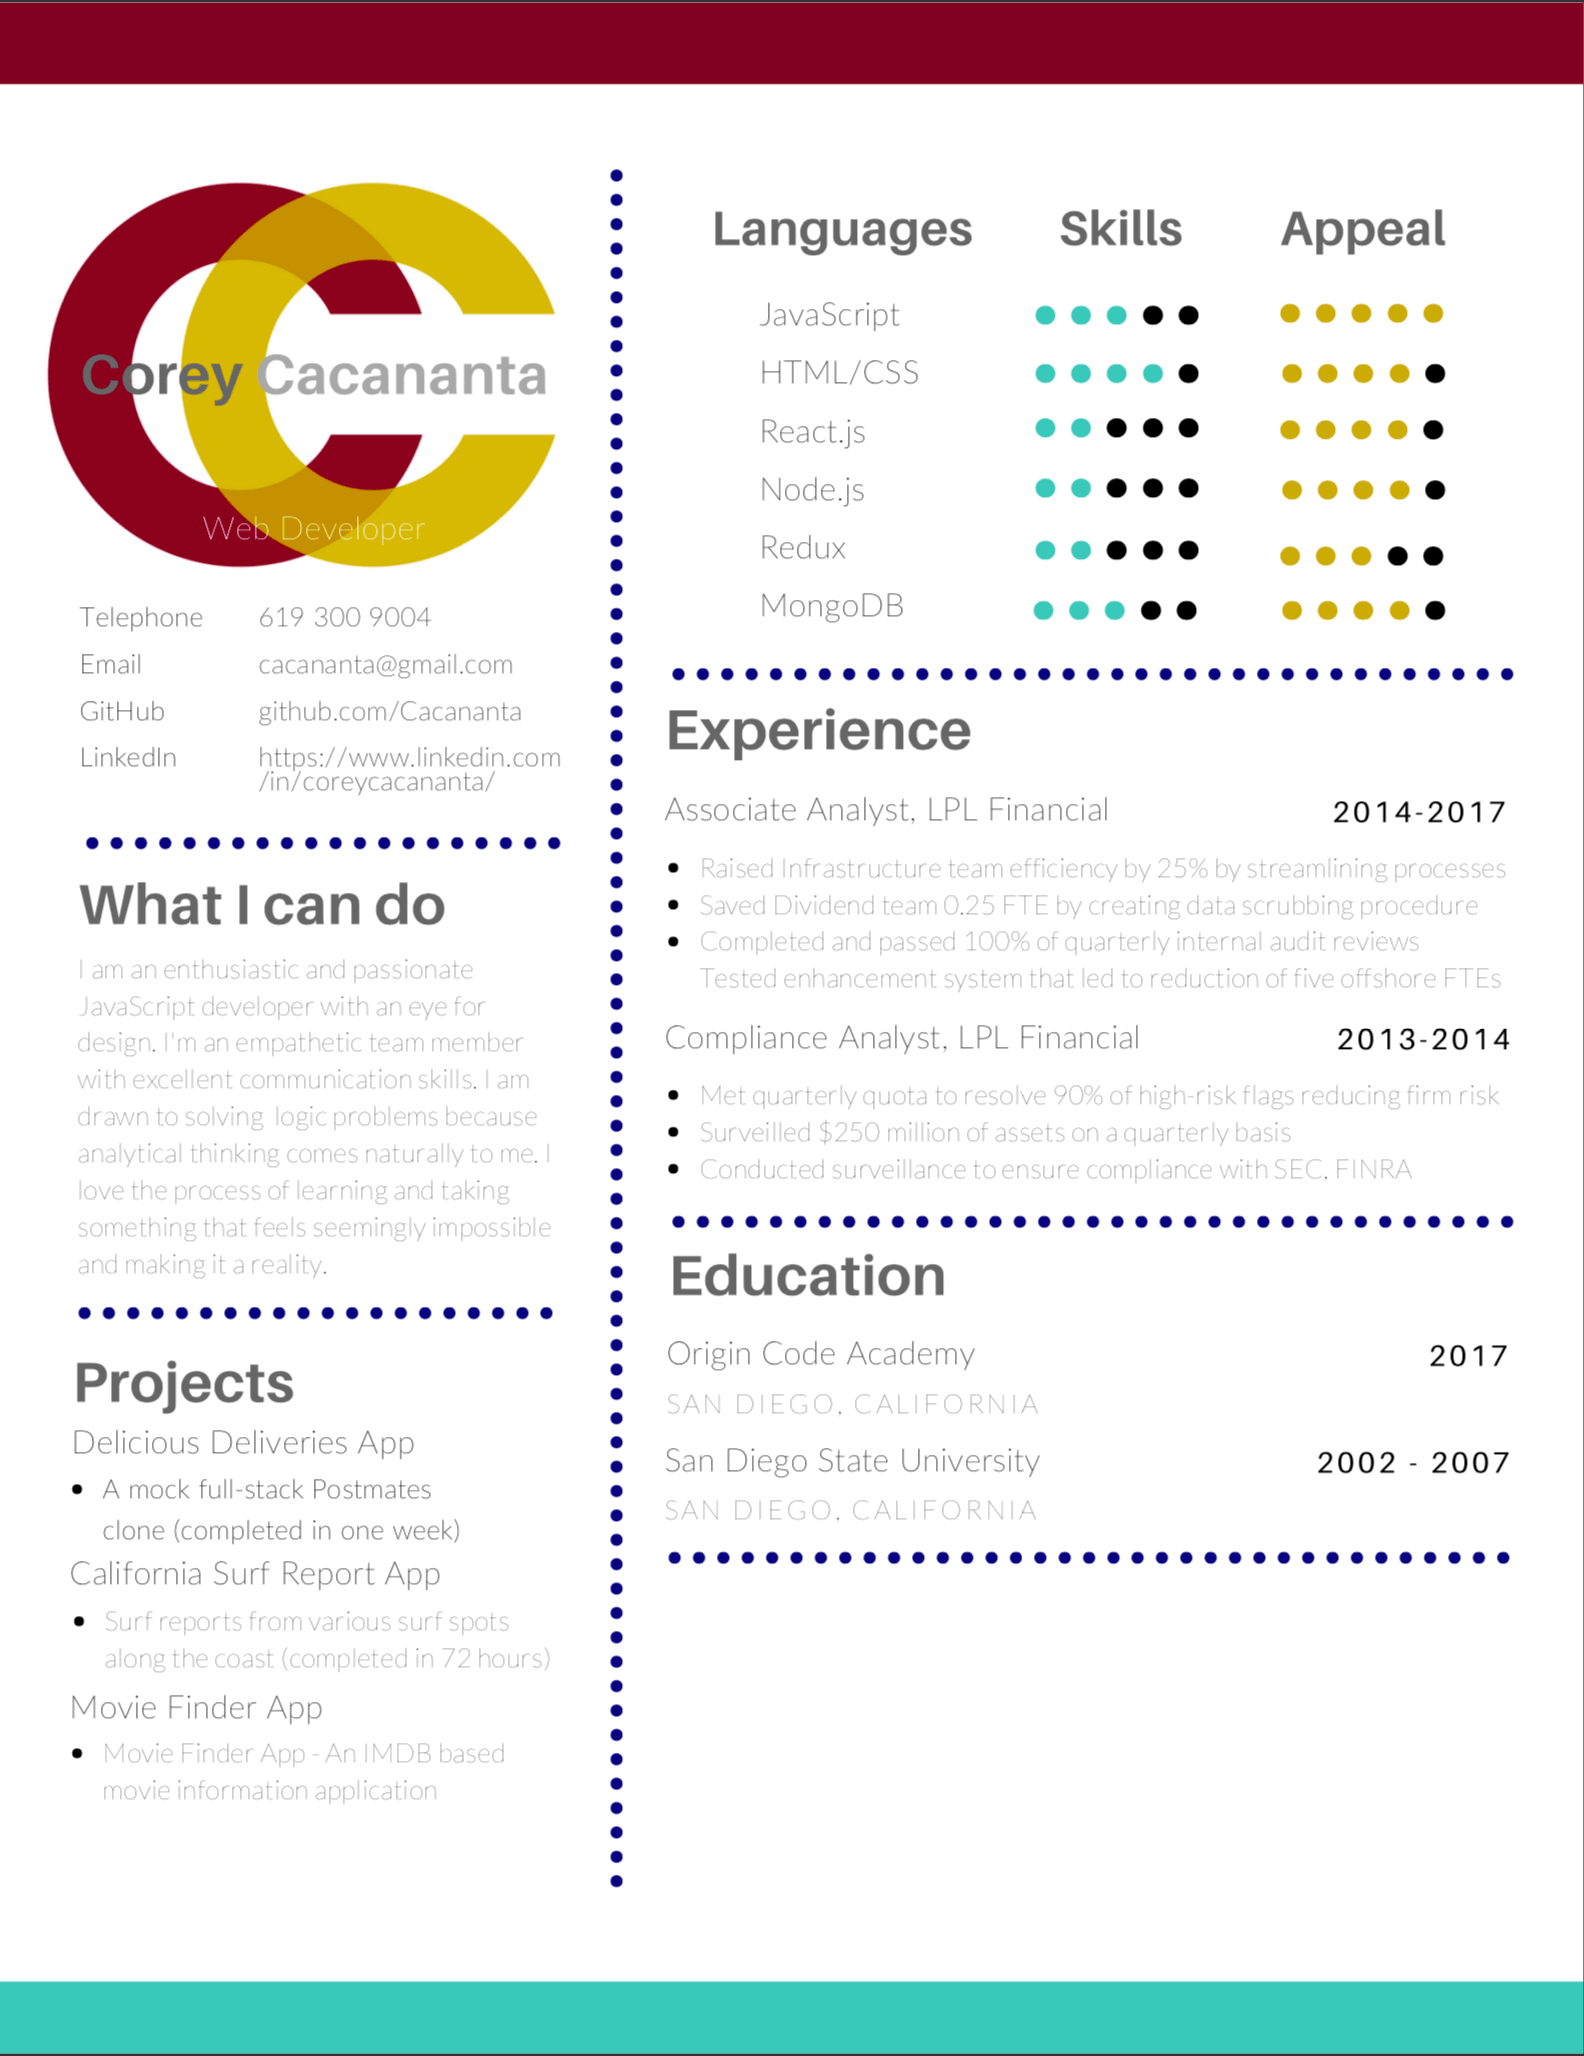 Corey Cacananta
Web Developer
Telephone 619 300 9004
Email cacananta@gmail.com
GitHub github.com/Cacananta
LinkedIn https://www.linkedin.com
/in/coreycacananta/
What I can do
I am an enthusiastic and passionate
JavaScript developer with an eye for
design. I'm an empathetic team member
with excellent communication skills. I am
drawn to solving logic problems because
analytical thinking comes naturally to me. I
love the process of learning and taking
something that feels seemingly impossible
and making it a reality.
Projects
Delicious Deliveries App
• A mock full-stack Postmates
clone (completed in one week)
California Surf Report App
• Surf reports from various surf spots
along the coast (completed in 72 hours)
Movie Finder App
• Movie Finder App - An IMDB based
movie information application
Languages Skills Appeal
JavaScript
HTML/CSS
React.js
Node.js
Redux
MongoDB
Experience
Associate Analyst, LPL Financial 2014-2017
• Raised Infrastructure team efficiency by 25% by streamlining processes
• Saved Dividend team 0.25 FTE by creating data scrubbing procedure
• Completed and passed 100% of quarterly internal audit reviews
Tested enhancement system that led to reduction of five offshore FTEs
Compliance Analyst, LPL Financial 2013-2014
• Met quarterly quota to resolve 90% of high-risk flags reducing firm risk
• Surveilled $250 million of assets on a quarterly basis
• Conducted surveillance to ensure compliance with SEC, FINRA
Education
Origin Code Academy 2017
SAN DIEGO, CALIFORNIA
San Diego State University 2002 - 2007
SAN DIEGO, CALIFORNIA